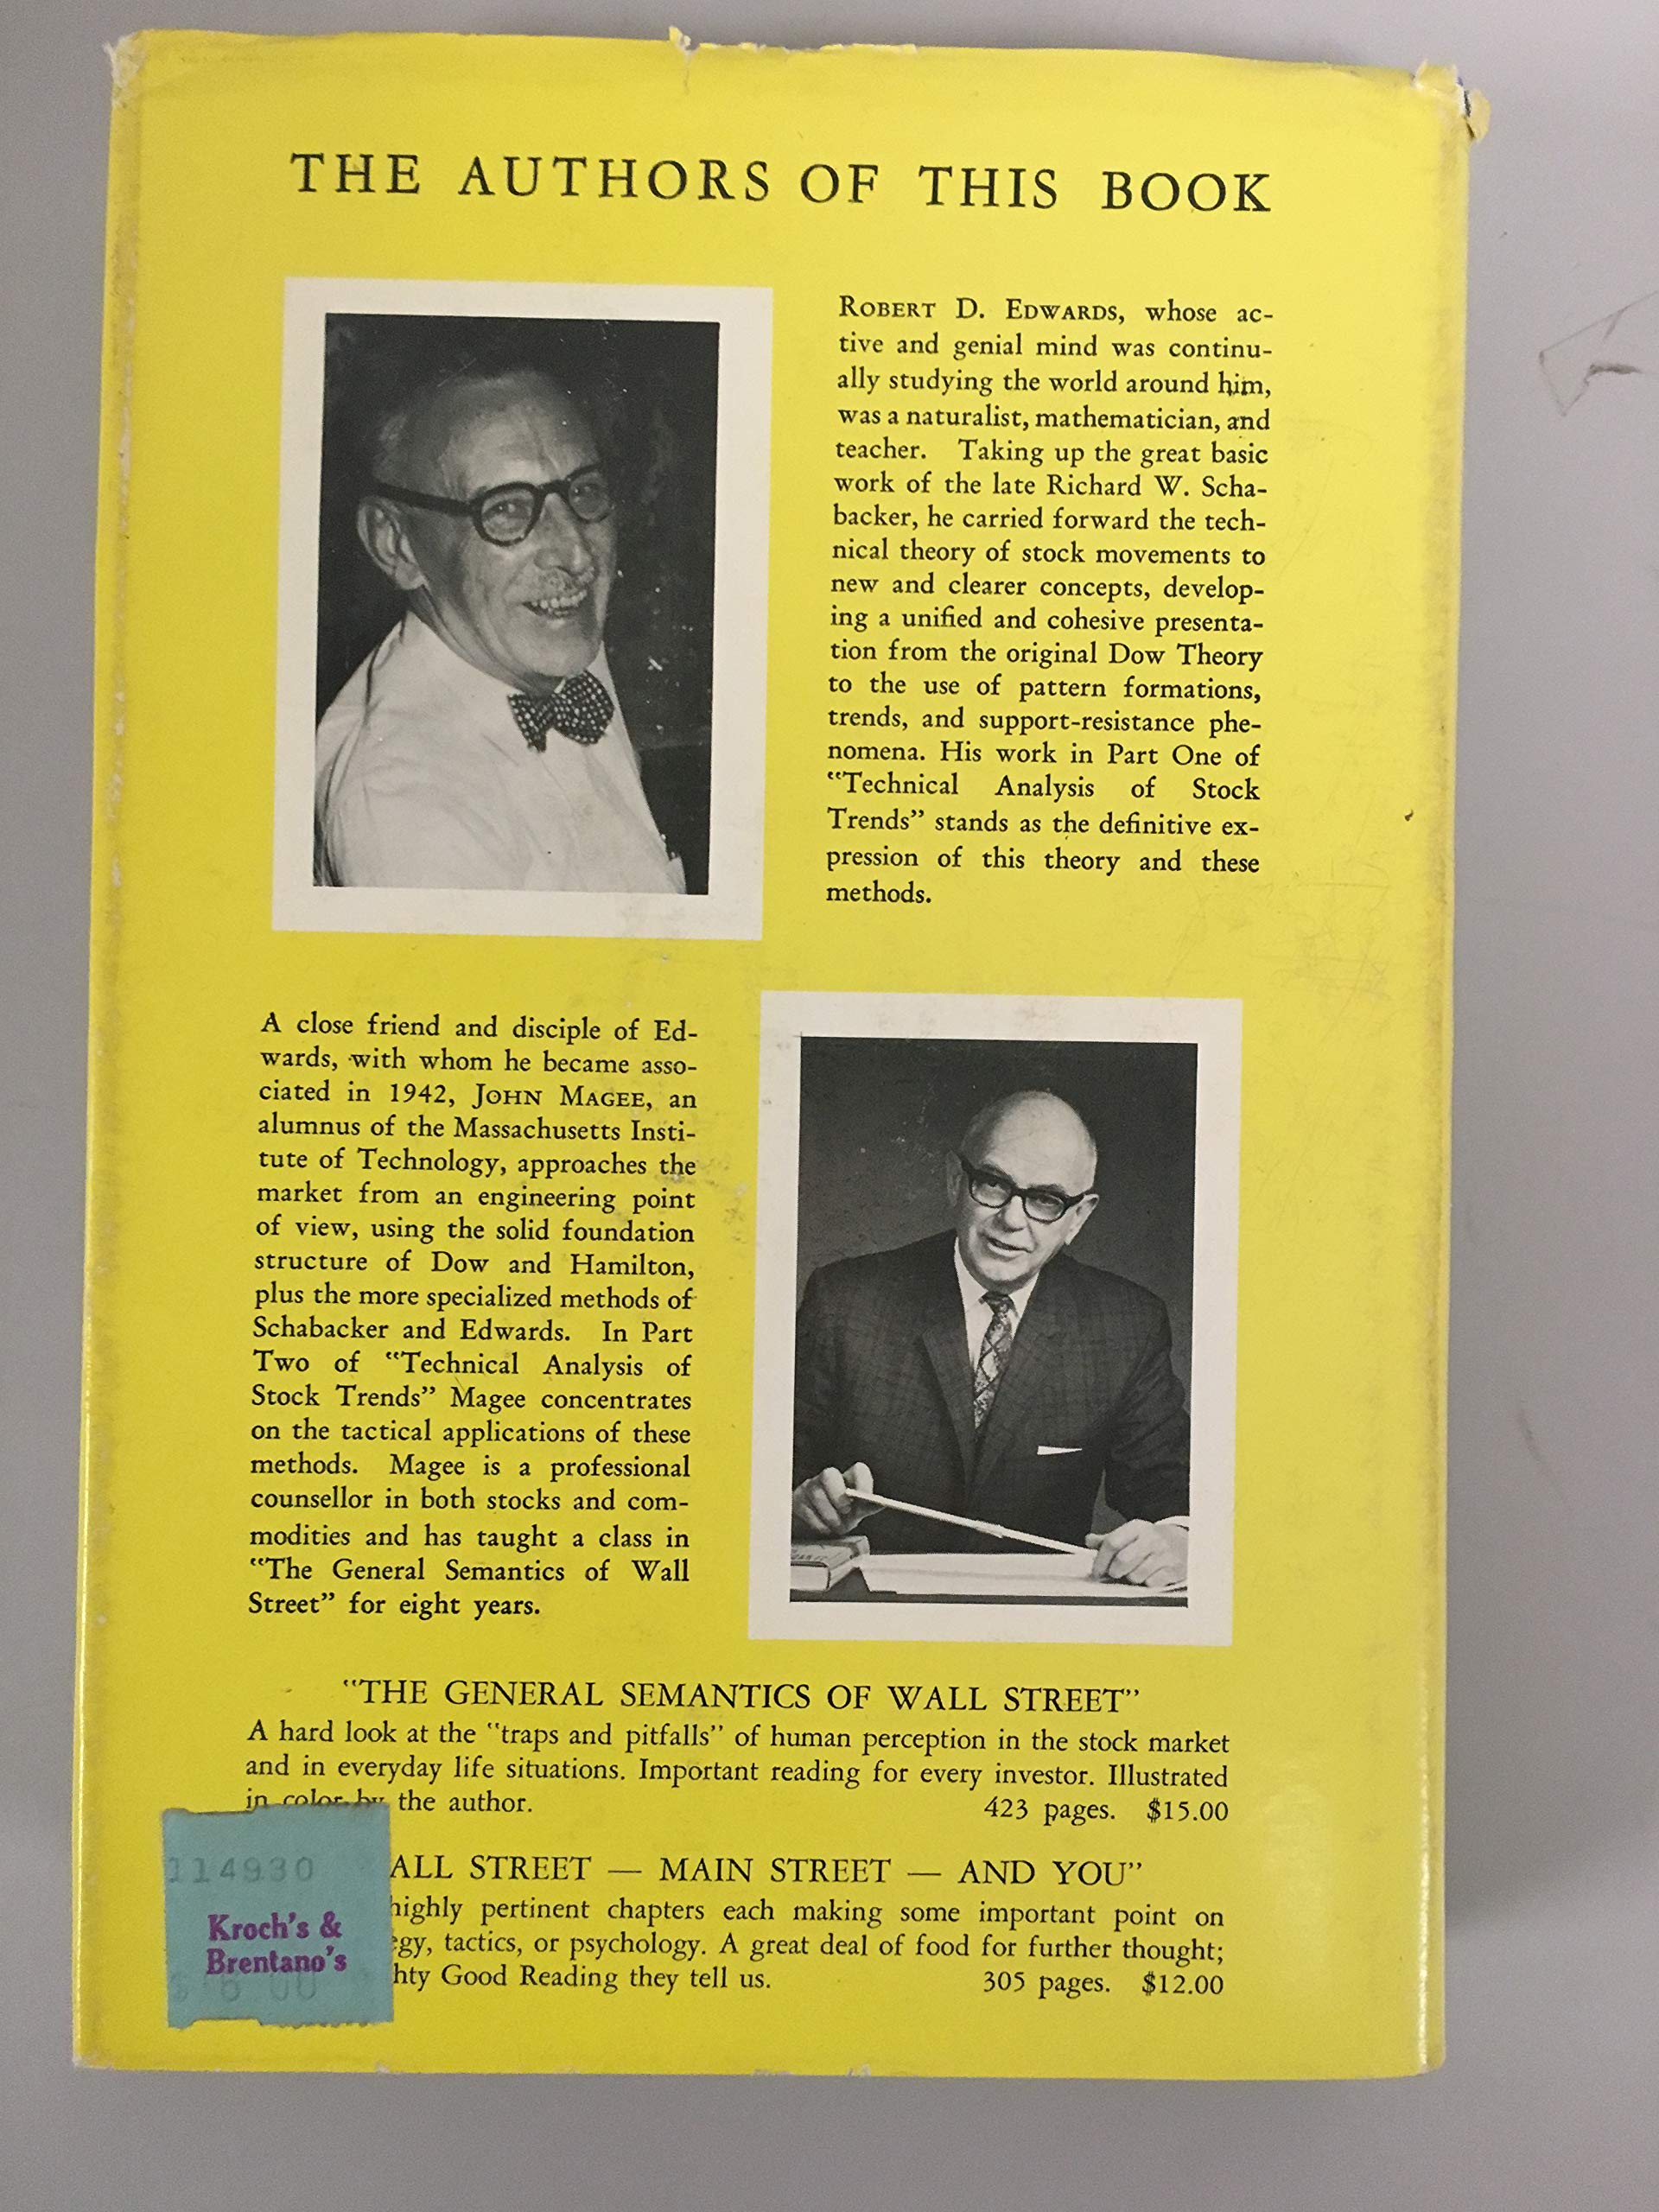 THE AUTHORS OF THIS BOOK
ROBERT D. EDWARDS, whose ac-
tive and genial mind was continu-
ally studying the world around him,
was a naturalist, mathematician, and
teacher. Taking up the great basic
work of the late Richard W. Scha-
backer, he carried forward the tech-
nical theory of stock movements to
new and clearer concepts, develop-
ing a unified and cohesive presenta-
tion from the original Dow Theory
to the use of pattern formations,
trends, and support-resistance phe-
nomena. His work in Part One of
"Technical Analysis of Stock
Trends" stands as the definitive ex-
pression of this theory and these
methods.
A close friend and disciple of Ed-
wards, with whom he became asso-
ciated in 1942, JOHN MAGEE, an
alumnus of the Massachusetts Insti-
tute of Technology, approaches the
market from an engineering point
of view, using the solid foundation
structure of Dow and Hamilton,
plus the more specialized methods of
Schabacker and Edwards. In Part
Two of "Technical Analysis of
Stock Trends" Magee concentrates
on the tactical applications of these
methods. Magee is a professional
counsellor in both stocks and com-
modities and has taught a class in
"The General Semantics of Wall
Street" for eight years.
"THE GENERAL SEMANTICS OF WALL STREET"
A hard look at the "traps and pitfalls" of human perception in the stock market
and in everyday life situations. Important reading for every investor. Illustrated
in color by the author. 423 pages. $15.00
ALL STREET — MAIN STREET — AND YOU"
highly pertinent chapters each making some important point on
egy, tactics, or psychology. A great deal of food for further thought;
hty Good Reading they tell us. 305 pages. $12.00
114930
Kroch's &
Brentano's